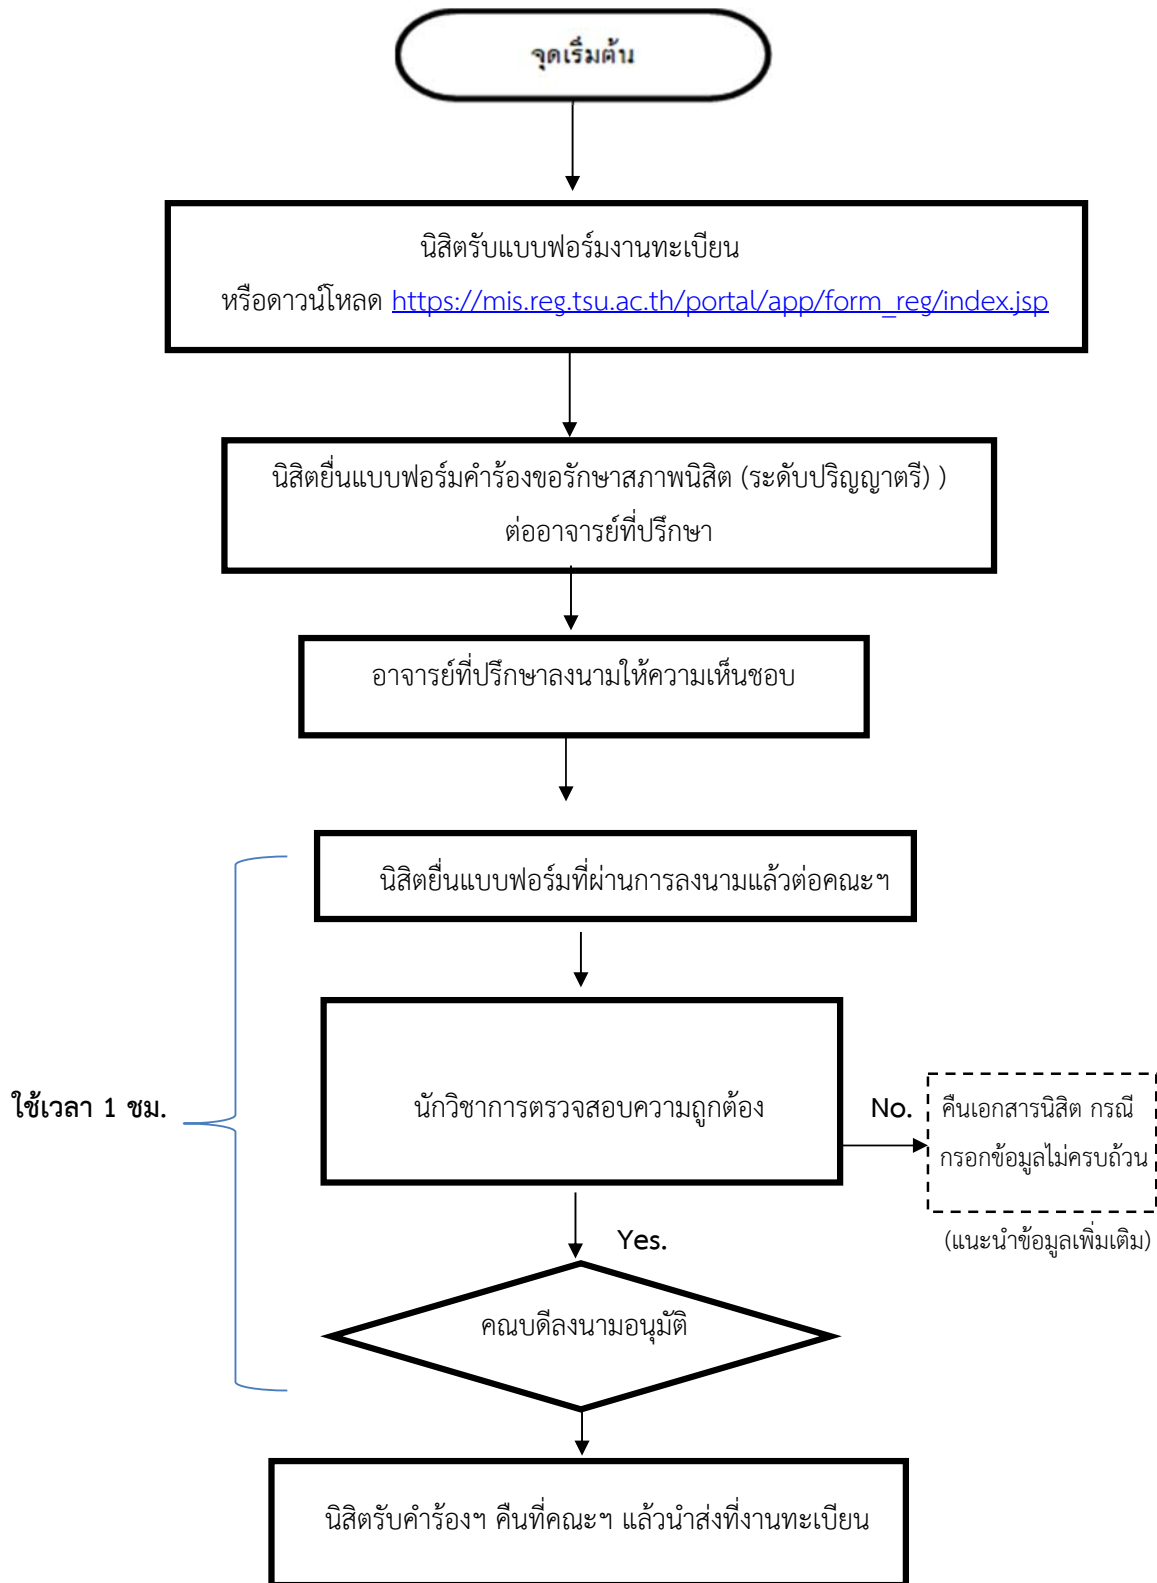 จุดเริ่มต้น
นิสิตรับแบบฟอร์มงานทะเบียน
หรือดาวน์โหลด https://mis.reg.tsu.ac.th/portal/app/form_reg/index.jsp
นิสิตยื่นแบบฟอร์มคำร้องขอรักษาสภาพนิสิต (ระดับปริญญาตรี) )
ต่ออาจารย์ที่ปรึกษา
อาจารย์ที่ปรึกษาลงนามให้ความเห็นชอบ
นิสิตยื่นแบบฟอร์มที่ผ่านการลงนามแล้วต่อคณะฯ
ใช้เวลา 1 ชม.
นักวิชาการตรวจสอบความถูกต้อง
No.
คืนเอกสารนิสิต กรณี
กรอกข้อมูลไม่ครบถ้วน
(แนะนำข้อมูลเพิ่มเติม)
Yes.
คณบดีลงนามอนุมัติ
นิสิตรับคำร้องฯ คืนที่คณะฯ แล้วนำส่งที่งานทะเบียน